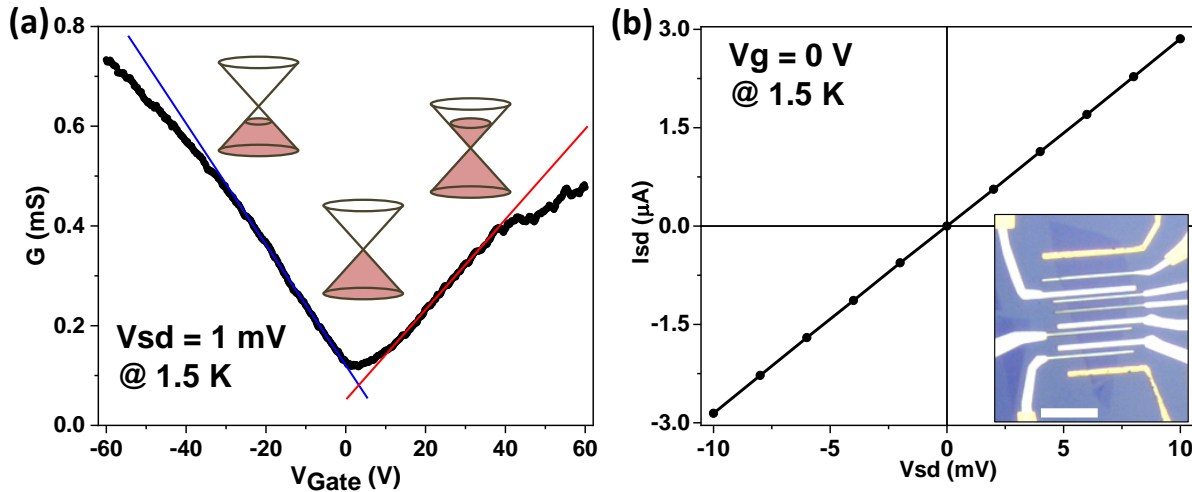 (a)
0.8
0.6
0.4
0.2
0.0
G (mS)
Vsd = 1 mV
@ 1.5 K
-60 -40 -20 0 20 40 60
VGate (V)
(b)
3.0
1.5
0.0
-1.5
-3.0
Isd (μA)
Vg = 0 V
@ 1.5 K
-10 -5 0 5 10
Vsd (mV)